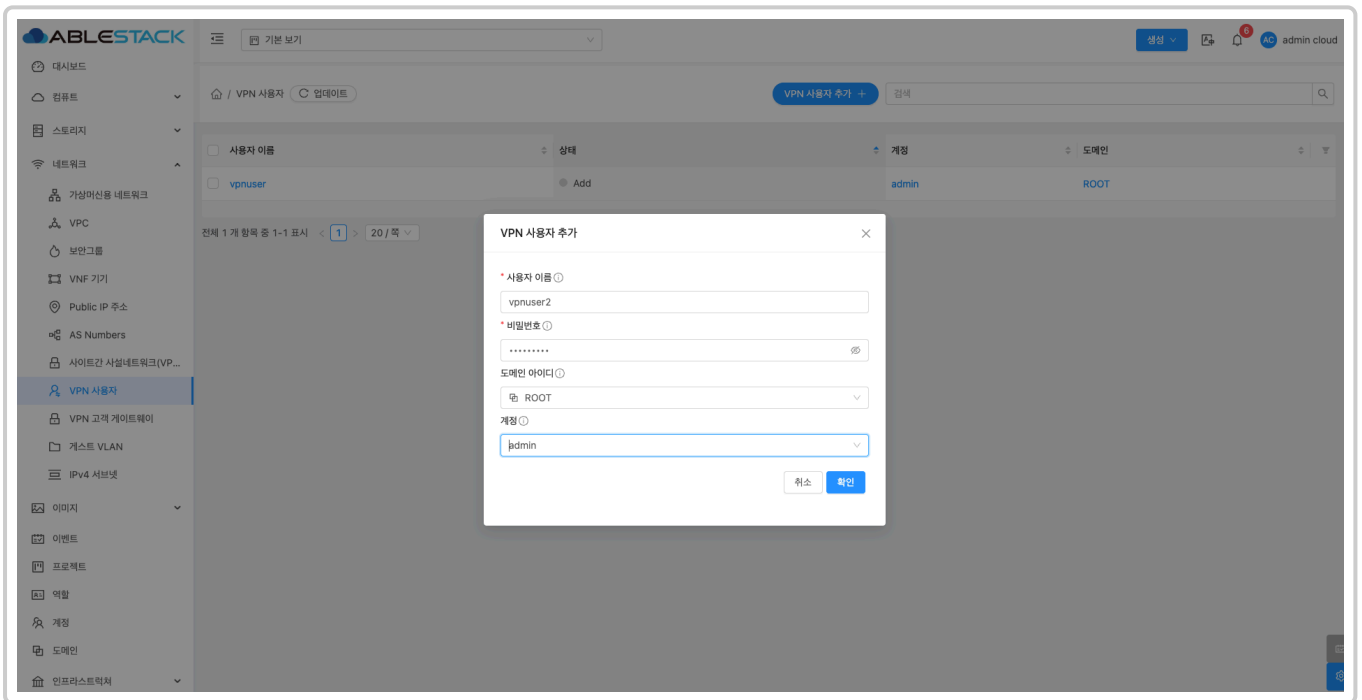 ABLESTACK
기본 보기
생성
6
AC
admin cloud
대시보드
컴퓨트
스토리지
네트워크
가상머신용 네트워크
VPC
보안그룹
VNF 기기
Public IP 주소
AS Numbers
사이트간 사설네트워크(VP...
VPN 사용자
VPN 고객 게이트웨이
게스트 VLAN
IPv4 서브넷
이미지
이벤트
프로젝트
역할
계정
도메인
인프라스트럭쳐
/ VPN 사용자
업데이트
VPN 사용자 추가 +
검색
사용자 이름
상태
계정
도메인
vpnuser
Add
admin
ROOT
전체 1 개 항목 중 1-1 표시 < 1 > 20 / 쪽
VPN 사용자 추가
* 사용자 이름
vpnuser2
* 비밀번호
•••••••••
도메인 아이디
ROOT
계정
admin
취소
확인